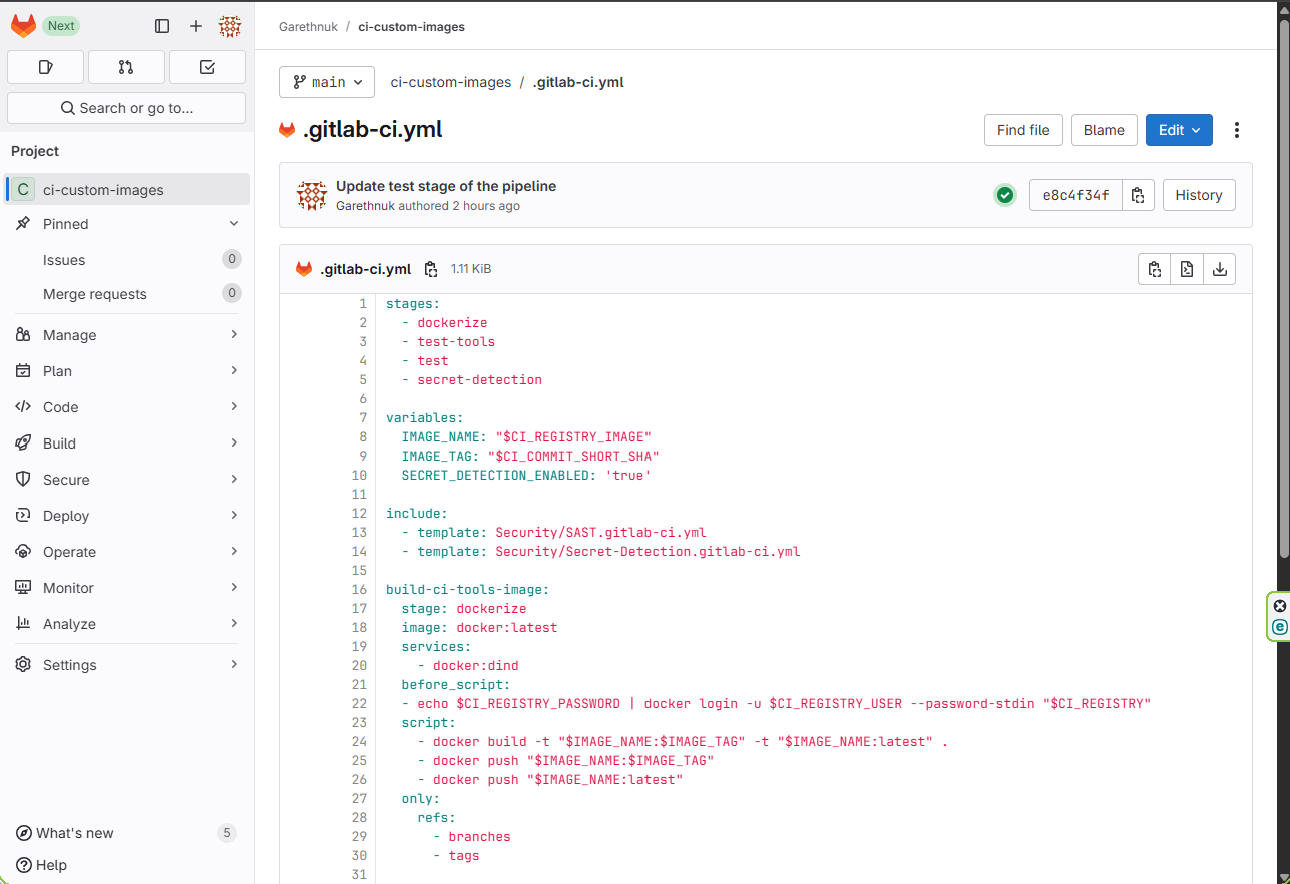 Next
Search or go to...
Project
C ci-custom-images
Pinned
Issues 0
Merge requests 0
Manage
Plan
Code
Build
Secure
Deploy
Operate
Monitor
Analyze
Settings
What's new 5
Help
Garethnuk / ci-custom-images
main ci-custom-images / .gitlab-ci.yml
.gitlab-ci.yml Find file Blame Edit
Update test stage of the pipeline
Garethnuk authored 2 hours ago
e8c4f34f History
.gitlab-ci.yml 1.11 KiB
1 stages:
2   - dockerize
3   - test-tools
4   - test
5   - secret-detection
6
7 variables:
8   IMAGE_NAME: "$CI_REGISTRY_IMAGE"
9   IMAGE_TAG: "$CI_COMMIT_SHORT_SHA"
10   SECRET_DETECTION_ENABLED: 'true'
11
12 include:
13   - template: Security/SAST.gitlab-ci.yml
14   - template: Security/Secret-Detection.gitlab-ci.yml
15
16 build-ci-tools-image:
17   stage: dockerize
18   image: docker:latest
19   services:
20     - docker:dind
21   before_script:
22   - echo $CI_REGISTRY_PASSWORD | docker login -u $CI_REGISTRY_USER --password-stdin "$CI_REGISTRY"
23   script:
24     - docker build -t "$IMAGE_NAME:$IMAGE_TAG" -t "$IMAGE_NAME:latest" .
25     - docker push "$IMAGE_NAME:$IMAGE_TAG"
26     - docker push "$IMAGE_NAME:latest"
27   only:
28     refs:
29       - branches
30       - tags
31